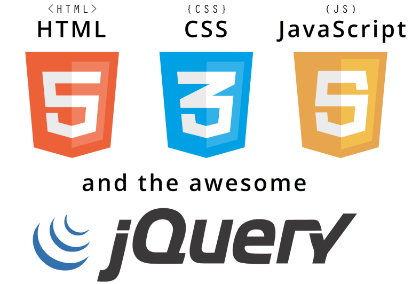 <HTML> {CSS} (JS)
HTML CSS JavaScript
5 3 5
and the awesome
jQuery